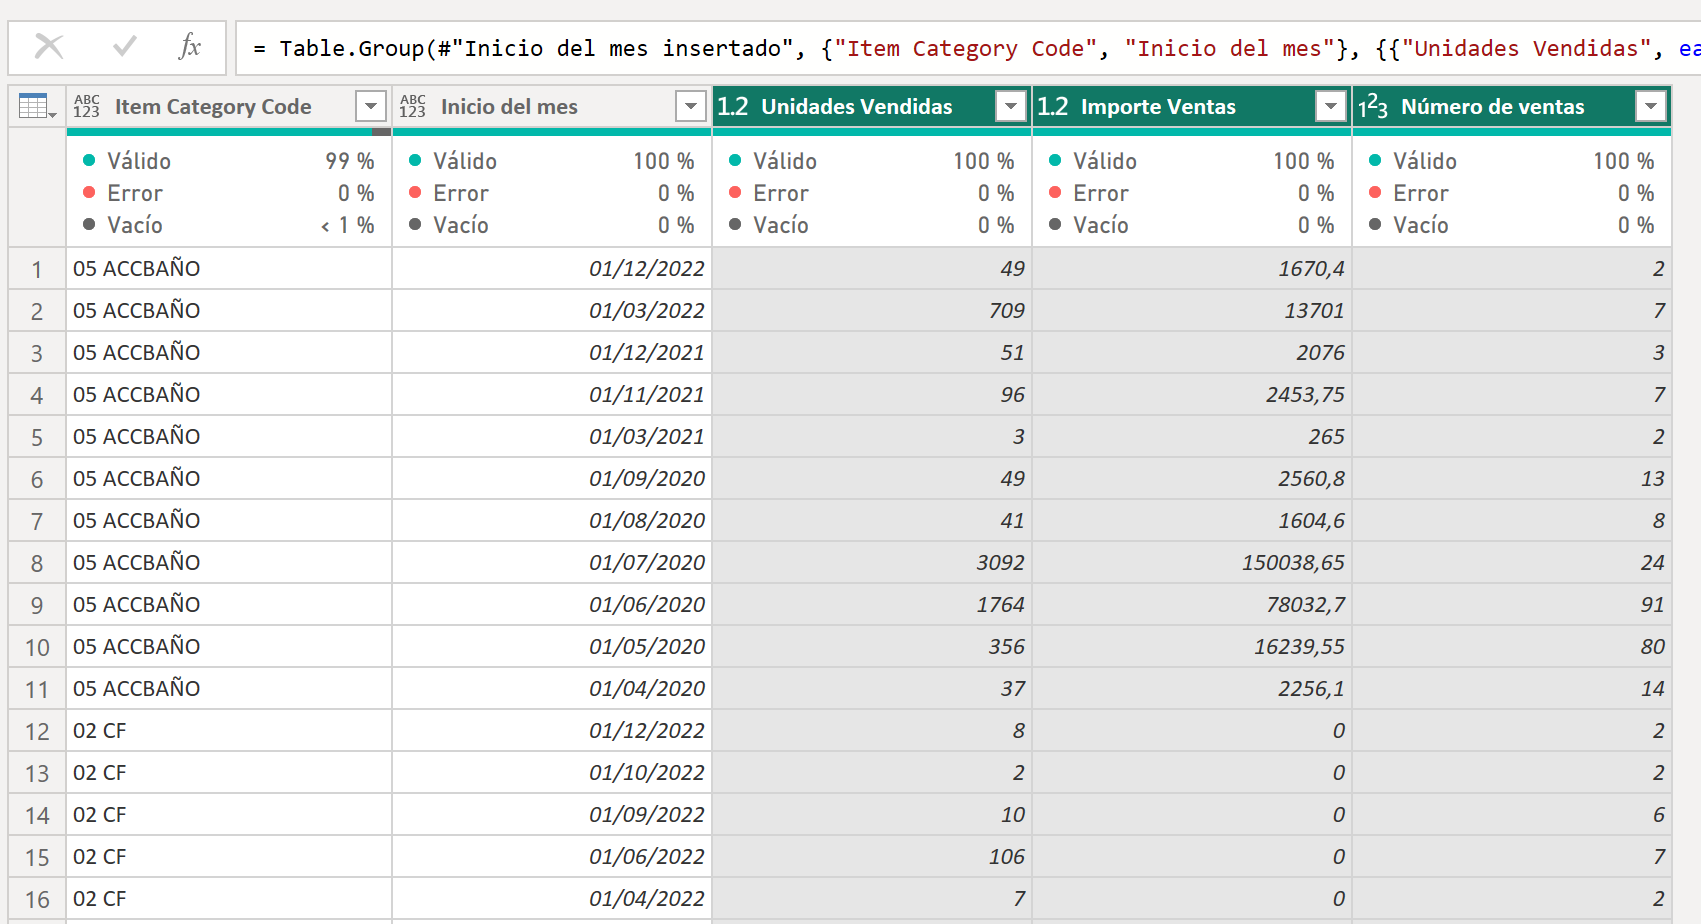 fx = Table.Group(#"Inicio del mes insertado", {"Item Category Code", "Inicio del mes"}, {{"Unidades Vendidas", ea
ABC 123 Item Category Code ABC 123 Inicio del mes 1.2 Unidades Vendidas 1.2 Importe Ventas 123 Número de ventas
Válido 99 % Válido 100 % Válido 100 % Válido 100 % Válido 100 %
Error 0 % Error 0 % Error 0 % Error 0 % Error 0 %
Vacío < 1 % Vacío 0 % Vacío 0 % Vacío 0 % Vacío 0 %
1 05 ACCBAÑO 01/12/2022 49 1670,4 2
2 05 ACCBAÑO 01/03/2022 709 13701 7
3 05 ACCBAÑO 01/12/2021 51 2076 3
4 05 ACCBAÑO 01/11/2021 96 2453,75 7
5 05 ACCBAÑO 01/03/2021 3 265 2
6 05 ACCBAÑO 01/09/2020 49 2560,8 13
7 05 ACCBAÑO 01/08/2020 41 1604,6 8
8 05 ACCBAÑO 01/07/2020 3092 150038,65 24
9 05 ACCBAÑO 01/06/2020 1764 78032,7 91
10 05 ACCBAÑO 01/05/2020 356 16239,55 80
11 05 ACCBAÑO 01/04/2020 37 2256,1 14
12 02 CF 01/12/2022 8 0 2
13 02 CF 01/10/2022 2 0 2
14 02 CF 01/09/2022 10 0 6
15 02 CF 01/06/2022 106 0 7
16 02 CF 01/04/2022 7 0 2